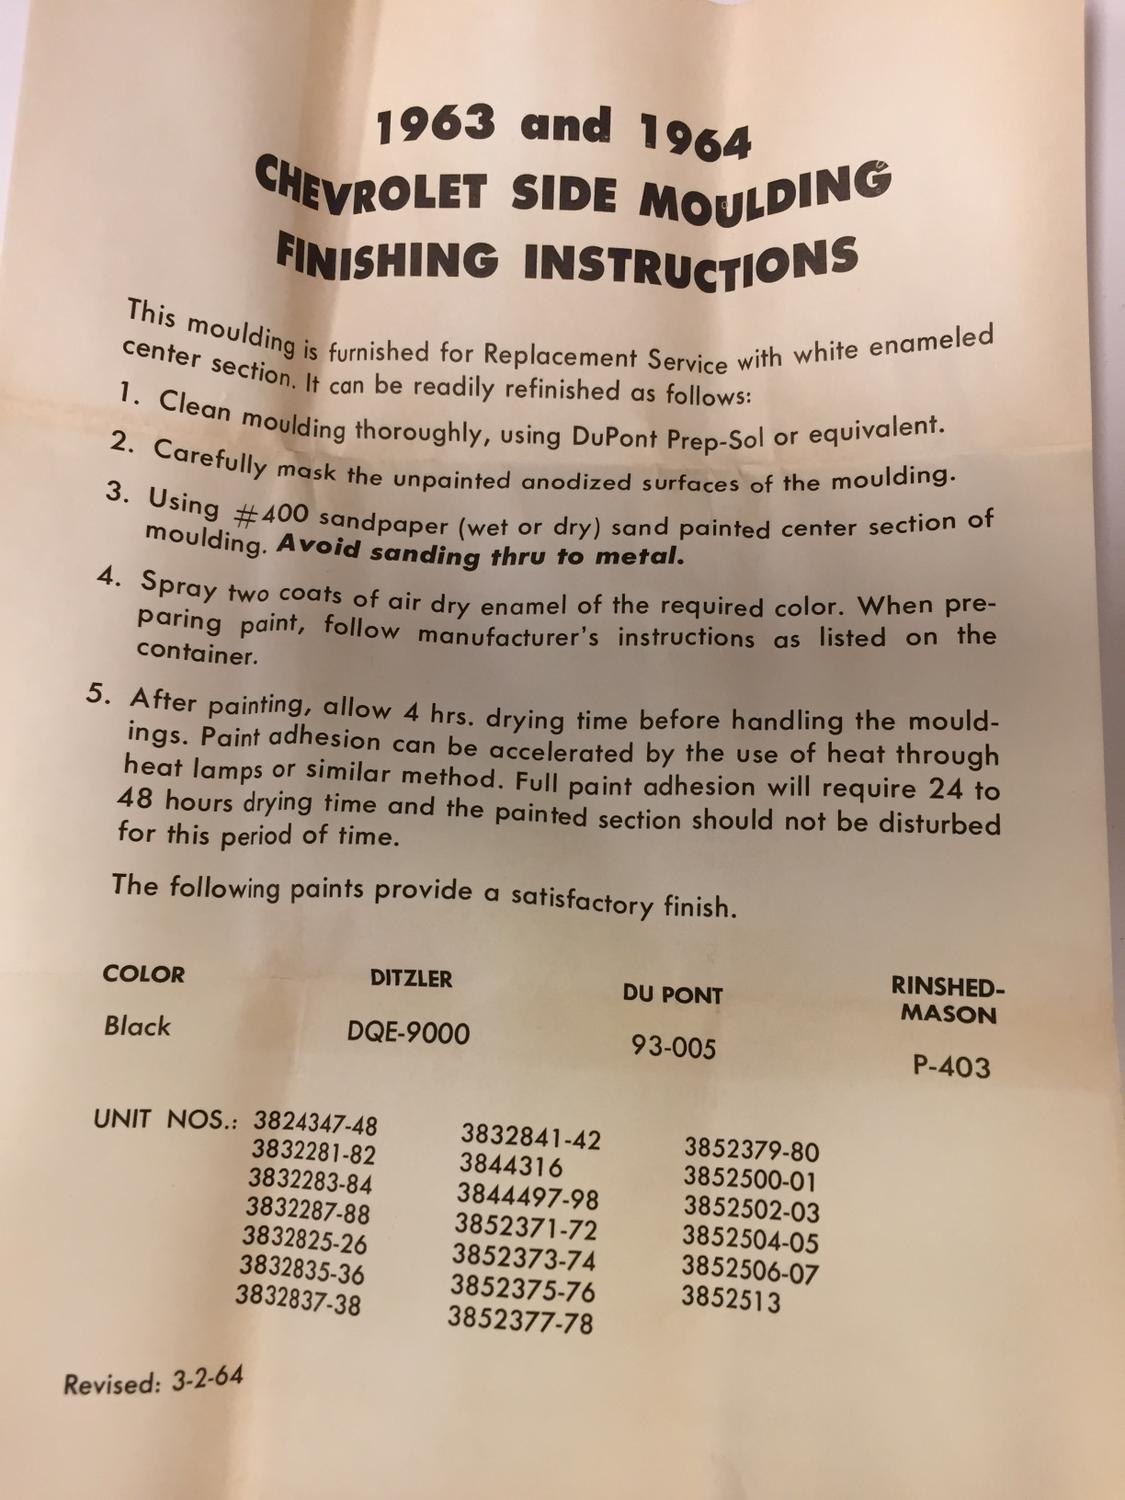 1963 and 1964
CHEVROLET SIDE MOULDING
FINISHING INSTRUCTIONS
This moulding is furnished for Replacement Service with white enameled
center section. It can be readily refinished as follows:
1. Clean moulding thoroughly, using DuPont Prep-Sol or equivalent.
2. Carefully mask the unpainted anodized surfaces of the moulding.
3. Using #400 sandpaper (wet or dry) sand painted center section of
moulding. Avoid sanding thru to metal.
4. Spray two coats of air dry enamel of the required color. When pre-
paring paint, follow manufacturer's instructions as listed on the
container.
5. After painting, allow 4 hrs. drying time before handling the mould-
ings. Paint adhesion can be accelerated by the use of heat through
heat lamps or similar method. Full paint adhesion will require 24 to
48 hours drying time and the painted section should not be disturbed
for this period of time.
The following paints provide a satisfactory finish.
COLOR DITZLER DU PONT RINSHED-
MASON
Black DQE-9000 93-005 P-403
UNIT NOS.: 3824347-48 3832841-42 3852379-80
3832281-82 3844316 3852500-01
3832283-84 3844497-98 3852502-03
3832287-88 3852371-72 3852504-05
3832825-26 3852373-74 3852506-07
3832835-36 3852375-76 3852513
3832837-38 3852377-78
Revised: 3-2-64